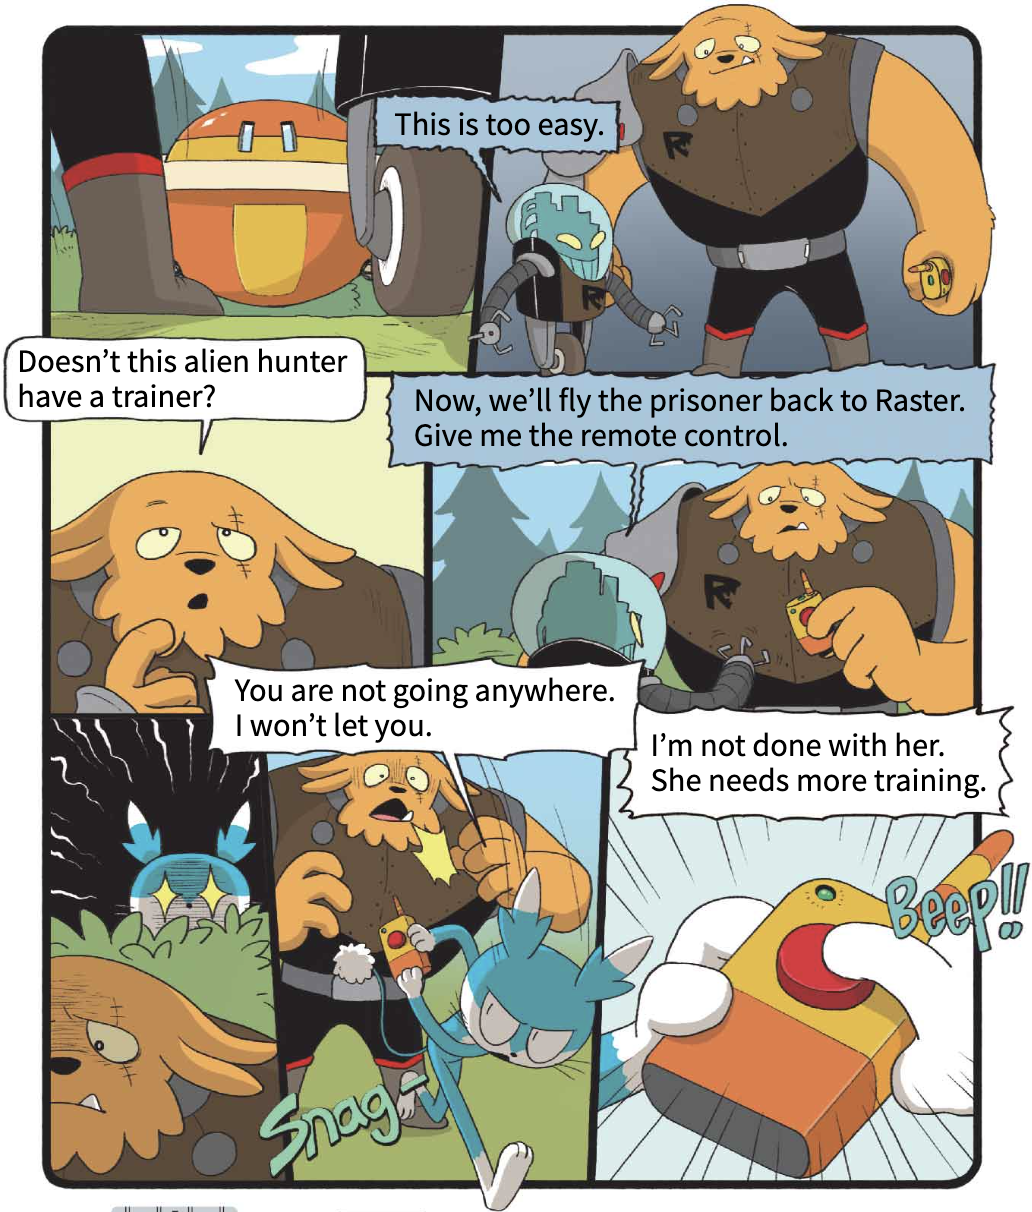 This is too easy.
Doesn't this alien hunter
have a trainer?
Now, we'll fly the prisoner back to Raster.
Give me the remote control.
You are not going anywhere.
I won't let you.
I'm not done with her.
She needs more training.
Beep!!
Snag-